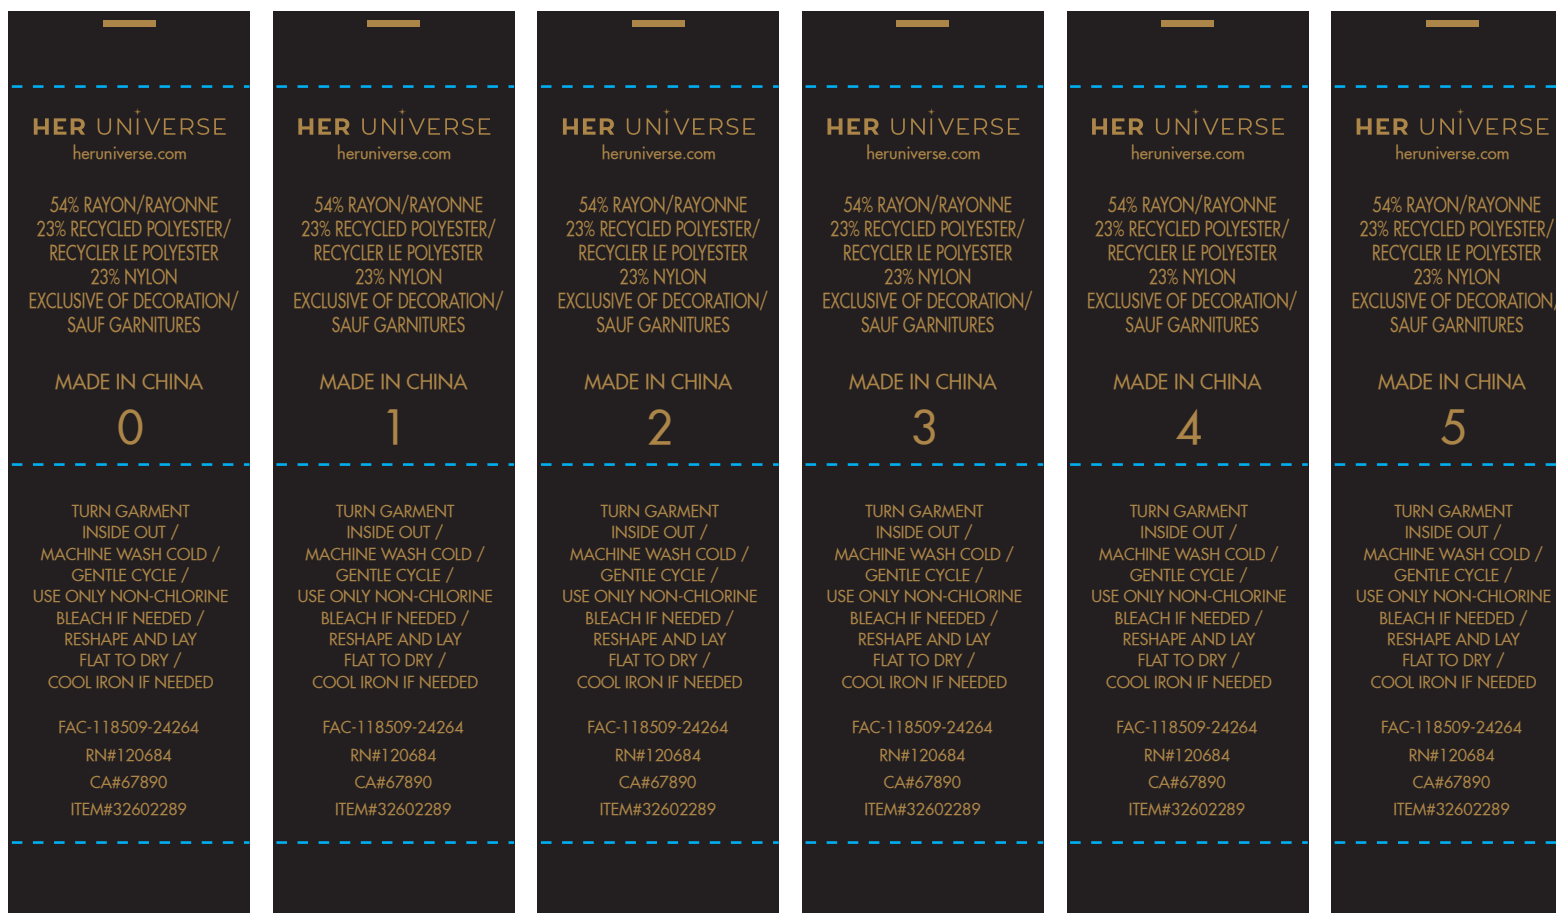 HER UNIVERSE
heruniverse.com
54% RAYON/RAYONNE
23% RECYCLED POLYESTER/
RECYCLER LE POLYESTER
23% NYLON
EXCLUSIVE OF DECORATION/
SAUF GARNITURES
MADE IN CHINA
0
TURN GARMENT
INSIDE OUT /
MACHINE WASH COLD /
GENTLE CYCLE /
USE ONLY NON-CHLORINE
BLEACH IF NEEDED /
RESHAPE AND LAY
FLAT TO DRY /
COOL IRON IF NEEDED
FAC-118509-24264
RN#120684
CA#67890
ITEM#32602289
HER UNIVERSE
heruniverse.com
54% RAYON/RAYONNE
23% RECYCLED POLYESTER/
RECYCLER LE POLYESTER
23% NYLON
EXCLUSIVE OF DECORATION/
SAUF GARNITURES
MADE IN CHINA
1
TURN GARMENT
INSIDE OUT /
MACHINE WASH COLD /
GENTLE CYCLE /
USE ONLY NON-CHLORINE
BLEACH IF NEEDED /
RESHAPE AND LAY
FLAT TO DRY /
COOL IRON IF NEEDED
FAC-118509-24264
RN#120684
CA#67890
ITEM#32602289
HER UNIVERSE
heruniverse.com
54% RAYON/RAYONNE
23% RECYCLED POLYESTER/
RECYCLER LE POLYESTER
23% NYLON
EXCLUSIVE OF DECORATION/
SAUF GARNITURES
MADE IN CHINA
2
TURN GARMENT
INSIDE OUT /
MACHINE WASH COLD /
GENTLE CYCLE /
USE ONLY NON-CHLORINE
BLEACH IF NEEDED /
RESHAPE AND LAY
FLAT TO DRY /
COOL IRON IF NEEDED
FAC-118509-24264
RN#120684
CA#67890
ITEM#32602289
HER UNIVERSE
heruniverse.com
54% RAYON/RAYONNE
23% RECYCLED POLYESTER/
RECYCLER LE POLYESTER
23% NYLON
EXCLUSIVE OF DECORATION/
SAUF GARNITURES
MADE IN CHINA
3
TURN GARMENT
INSIDE OUT /
MACHINE WASH COLD /
GENTLE CYCLE /
USE ONLY NON-CHLORINE
BLEACH IF NEEDED /
RESHAPE AND LAY
FLAT TO DRY /
COOL IRON IF NEEDED
FAC-118509-24264
RN#120684
CA#67890
ITEM#32602289
HER UNIVERSE
heruniverse.com
54% RAYON/RAYONNE
23% RECYCLED POLYESTER/
RECYCLER LE POLYESTER
23% NYLON
EXCLUSIVE OF DECORATION/
SAUF GARNITURES
MADE IN CHINA
4
TURN GARMENT
INSIDE OUT /
MACHINE WASH COLD /
GENTLE CYCLE /
USE ONLY NON-CHLORINE
BLEACH IF NEEDED /
RESHAPE AND LAY
FLAT TO DRY /
COOL IRON IF NEEDED
FAC-118509-24264
RN#120684
CA#67890
ITEM#32602289
HER UNIVERSE
heruniverse.com
54% RAYON/RAYONNE
23% RECYCLED POLYESTER/
RECYCLER LE POLYESTER
23% NYLON
EXCLUSIVE OF DECORATION/
SAUF GARNITURES
MADE IN CHINA
5
TURN GARMENT
INSIDE OUT /
MACHINE WASH COLD /
GENTLE CYCLE /
USE ONLY NON-CHLORINE
BLEACH IF NEEDED /
RESHAPE AND LAY
FLAT TO DRY /
COOL IRON IF NEEDED
FAC-118509-24264
RN#120684
CA#67890
ITEM#32602289